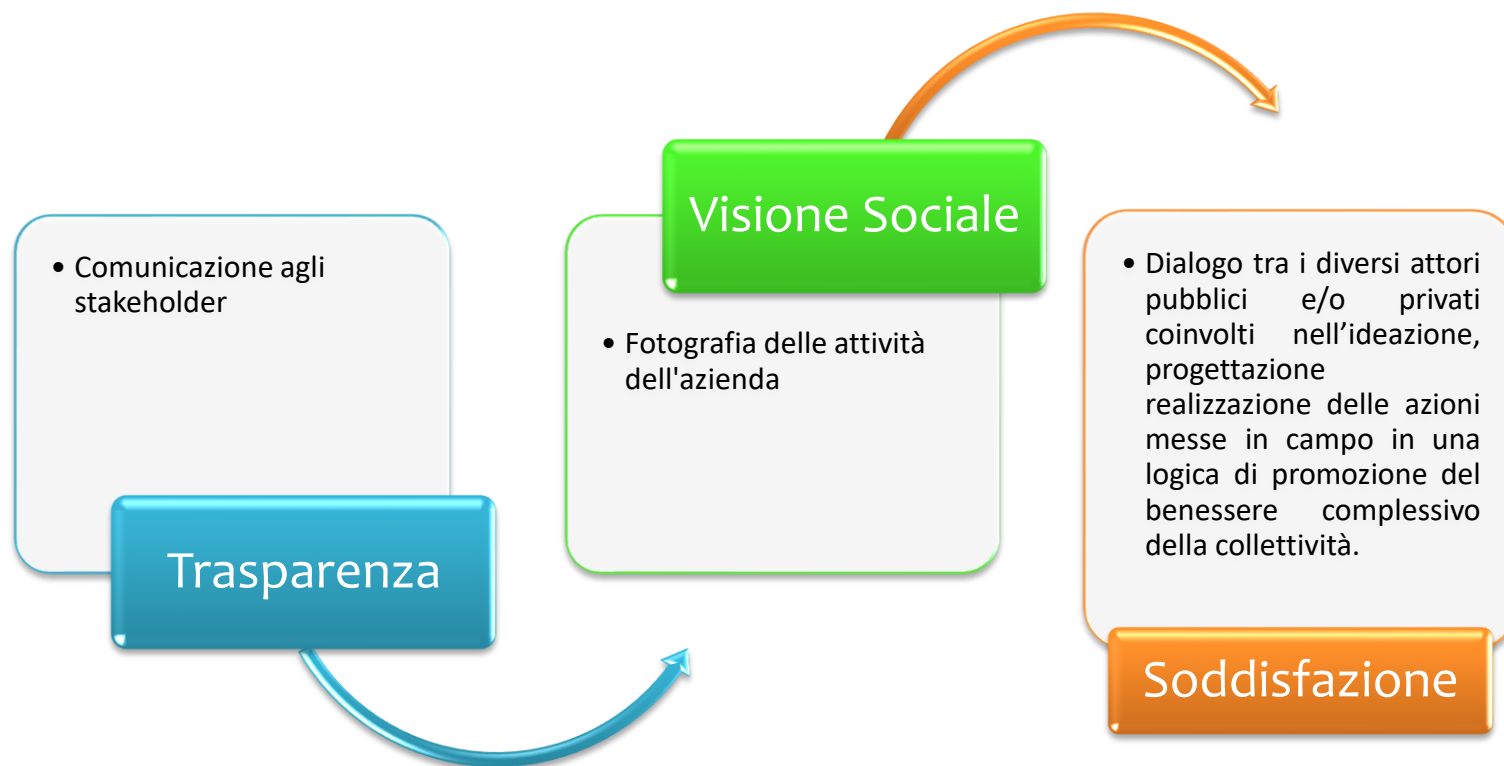 • Comunicazione agli
stakeholder
Trasparenza
Visione Sociale
• Fotografia delle attività
dell'azienda
• Dialogo tra i diversi attori
pubblici e/o privati
coinvolti nell’ideazione,
progettazione
realizzazione delle azioni
messe in campo in una
logica di promozione del
benessere complessivo
della collettività.
Soddisfazione